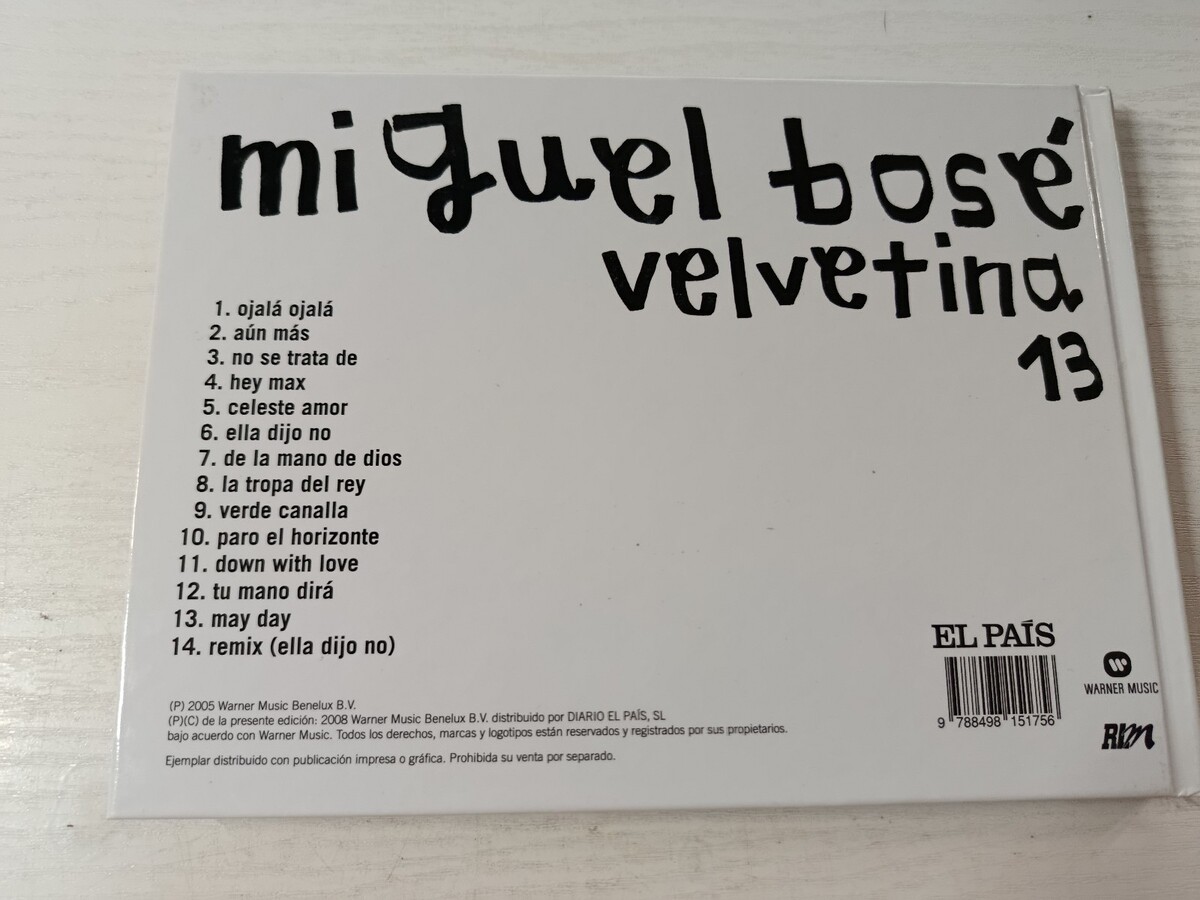 miguel bosé
velvetina
13
1. ojalá ojalá
2. aún más
3. no se trata de
4. hey max
5. celeste amor
6. ella dijo no
7. de la mano de dios
8. la tropa del rey
9. verde canalla
10. paro el horizonte
11. down with love
12. tu mano dirá
13. may day
14. remix (ella dijo no)
(P) 2005 Warner Music Benelux B.V.
(P)(C) de la presente edición: 2008 Warner Music Benelux B.V. distribuido por DIARIO EL PAÍS, SL
bajo acuerdo con Warner Music. Todos los derechos, marcas y logotipos están reservados y registrados por sus propietarios.
Ejemplar distribuido con publicación impresa o gráfica. Prohibida su venta por separado.
EL PAÍS
9 788498 151756
WARNER MUSIC
RLM